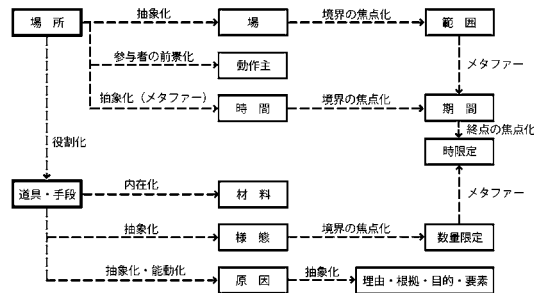 場所
抽象化
場
境界の焦点化
範囲
参与者の前景化
動作主
メタファー
抽象化(メタファー)
時間
境界の焦点化
期間
終点の焦点化
役割化
時限定
道具・手段
内在化
材料
メタファー
抽象化
様態
境界の焦点化
数量限定
抽象化・能動化
原因
抽象化
理由・根拠・目的・要素